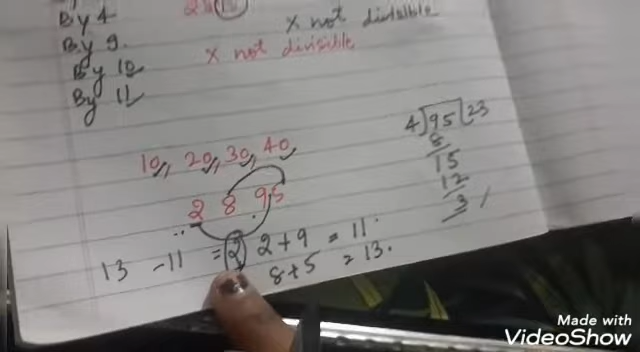 By 4
x not divisible
By 9.
x not divisible
By 10
By 11
4)95(23
8
15
12
3
10, 20, 30, 40,
2 8 9 5
13 - 11 = 2
2+9 = 11
8+5 = 13.
Made with
VideoShow